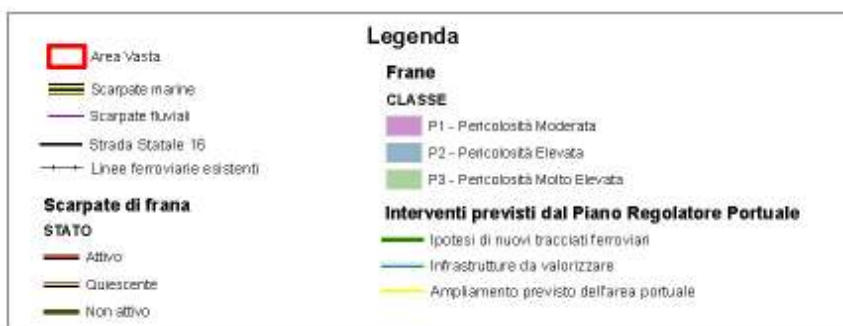 Legenda
Area Vasta
Scarpate marine
Scarpate fluviali
Strada Statale 16
Linee ferroviarie esistenti
Scarpate di frana
STATO
Attivo
Quiescente
Non attivo
Frane
CLASSE
P1 - Pericolosità Moderata
P2 - Pericolosità Elevata
P3 - Pericolosità Molto Elevata
Interventi previsti dal Piano Regolatore Portuale
Ipotesi di nuovi tracciati ferroviari
Infrastrutture da valorizzare
Ampliamento previsto dell'area portuale